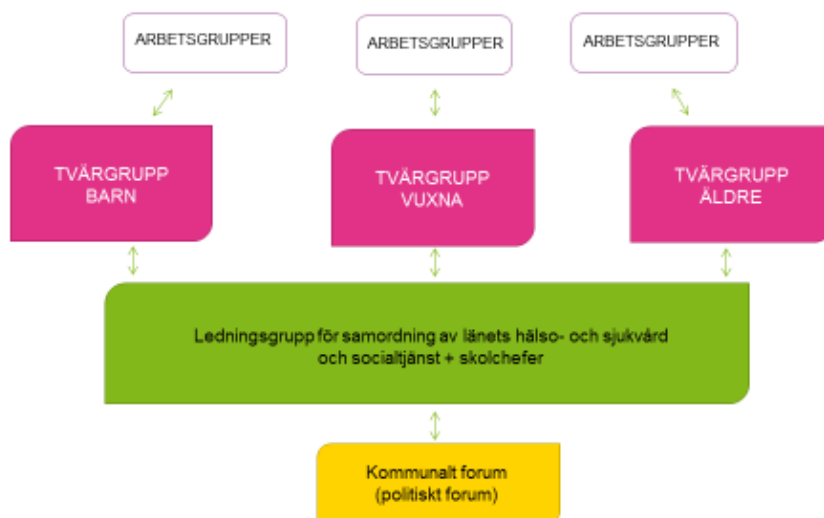 ARBETSGRUPPER
ARBETSGRUPPER
ARBETSGRUPPER
TVÄRGRUPP
BARN
TVÄRGRUPP
VUXNA
TVÄRGRUPP
ÄLDRE
Ledningsgrupp för samordning av länets hälso- och sjukvård
och socialtjänst + skolchefer
Kommunalt forum
(politiskt forum)